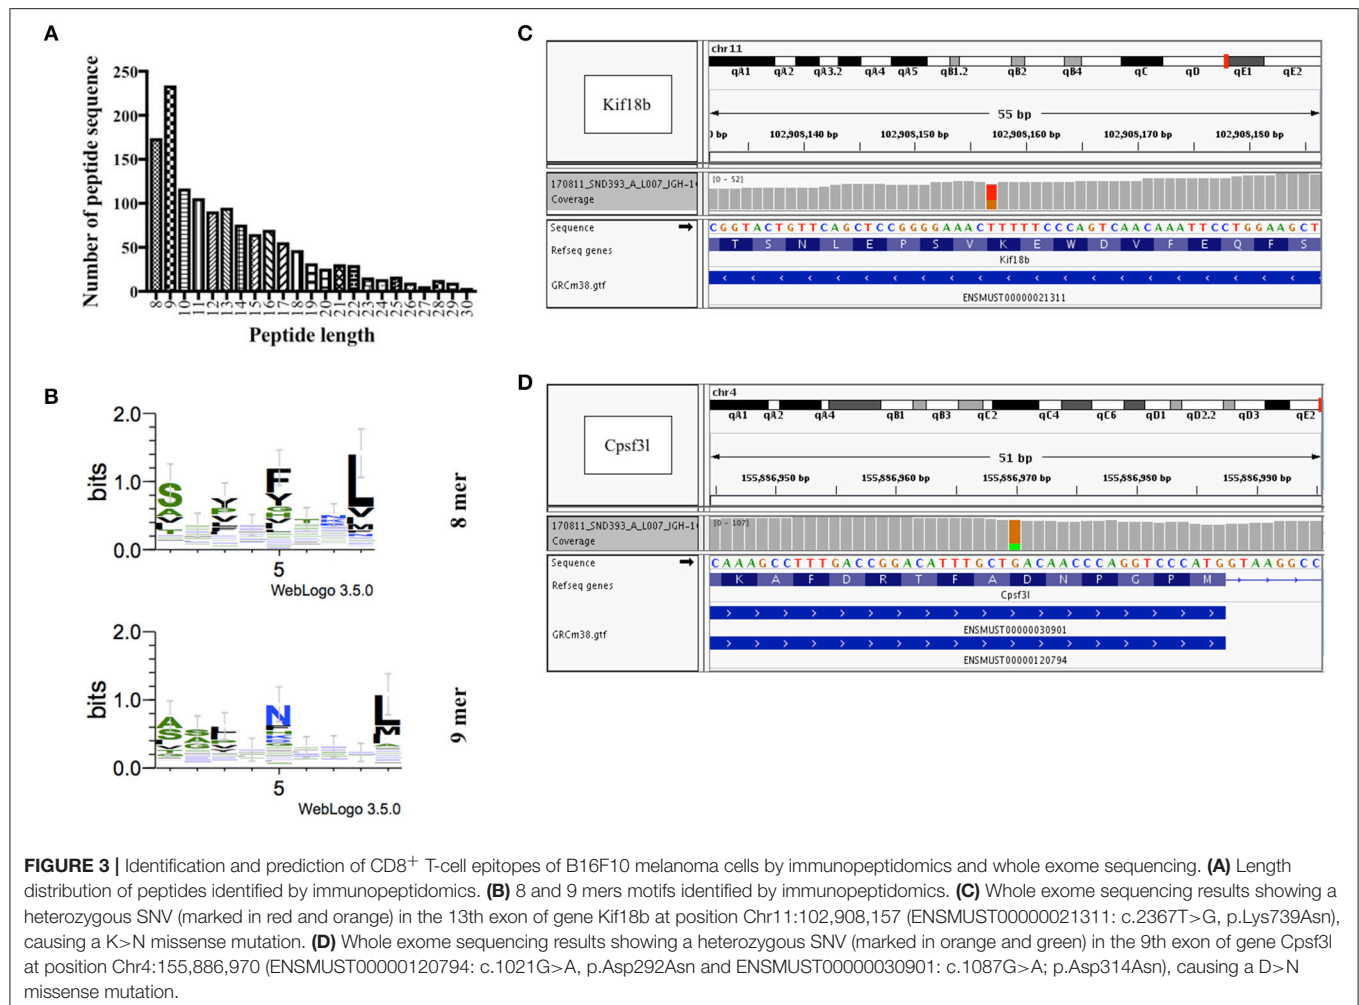 A
Number of peptide sequence
250
200
150
100
50
0
8 9 10 11 12 13 14 15 16 17 18 19 20 21 22 23 24 25 26 27 28 29 30
Peptide length
B
2.0
1.0
0.0
bits
5
WebLogo 3.5.0
8 mer
2.0
1.0
0.0
bits
5
WebLogo 3.5.0
9 mer
C
Kif18b
chr11
qA1 qA2 qA3.2 qA4 qA5 qB1.2 qB2 qB4 qC qD qE1 qE2
55 bp
0 bp 102,908,140 bp 102,908,150 bp 102,908,160 bp 102,908,170 bp 102,908,180 bp
170811_SND393_A_L007_JGH-1
Coverage
[0 - 52]
Sequence
CGGTACTGTTCAGCTCCGGGGAAACTTTTTCCCAGTCAACAAATTCCTGGAAGCT
Refseq genes
T S N L E P S V K E W D V F E Q F S
Kif18b
GRCm38.gtf
ENSMUST00000021311
D
Cpsf3l
chr4
qA1 qA2 qA4 qB1 qB3 qC2 qC4 qC6 qD1 qD2.2 qD3 qE2
51 bp
155,886,950 bp 155,886,960 bp 155,886,970 bp 155,886,980 bp 155,886,990 bp
170811_SND393_A_L007_JGH-1
Coverage
[0 - 107]
Sequence
CAAAGCCTTTGACCGGACATTTGCTGACAACCCAGGTCCCATGGTAAGGCC
Refseq genes
K A F D R T F A D N P G P M
Cpsf3l
GRCm38.gtf
ENSMUST00000030901
ENSMUST00000120794
FIGURE 3 | Identification and prediction of CD8+ T-cell epitopes of B16F10 melanoma cells by immunopeptidomics and whole exome sequencing. (A) Length
distribution of peptides identified by immunopeptidomics. (B) 8 and 9 mers motifs identified by immunopeptidomics. (C) Whole exome sequencing results showing a
heterozygous SNV (marked in red and orange) in the 13th exon of gene Kif18b at position Chr11:102,908,157 (ENSMUST00000021311: c.2367T>G, p.Lys739Asn),
causing a K>N missense mutation. (D) Whole exome sequencing results showing a heterozygous SNV (marked in orange and green) in the 9th exon of gene Cpsf3l
at position Chr4:155,886,970 (ENSMUST00000120794: c.1021G>A, p.Asp292Asn and ENSMUST00000030901: c.1087G>A; p.Asp314Asn), causing a D>N
missense mutation.